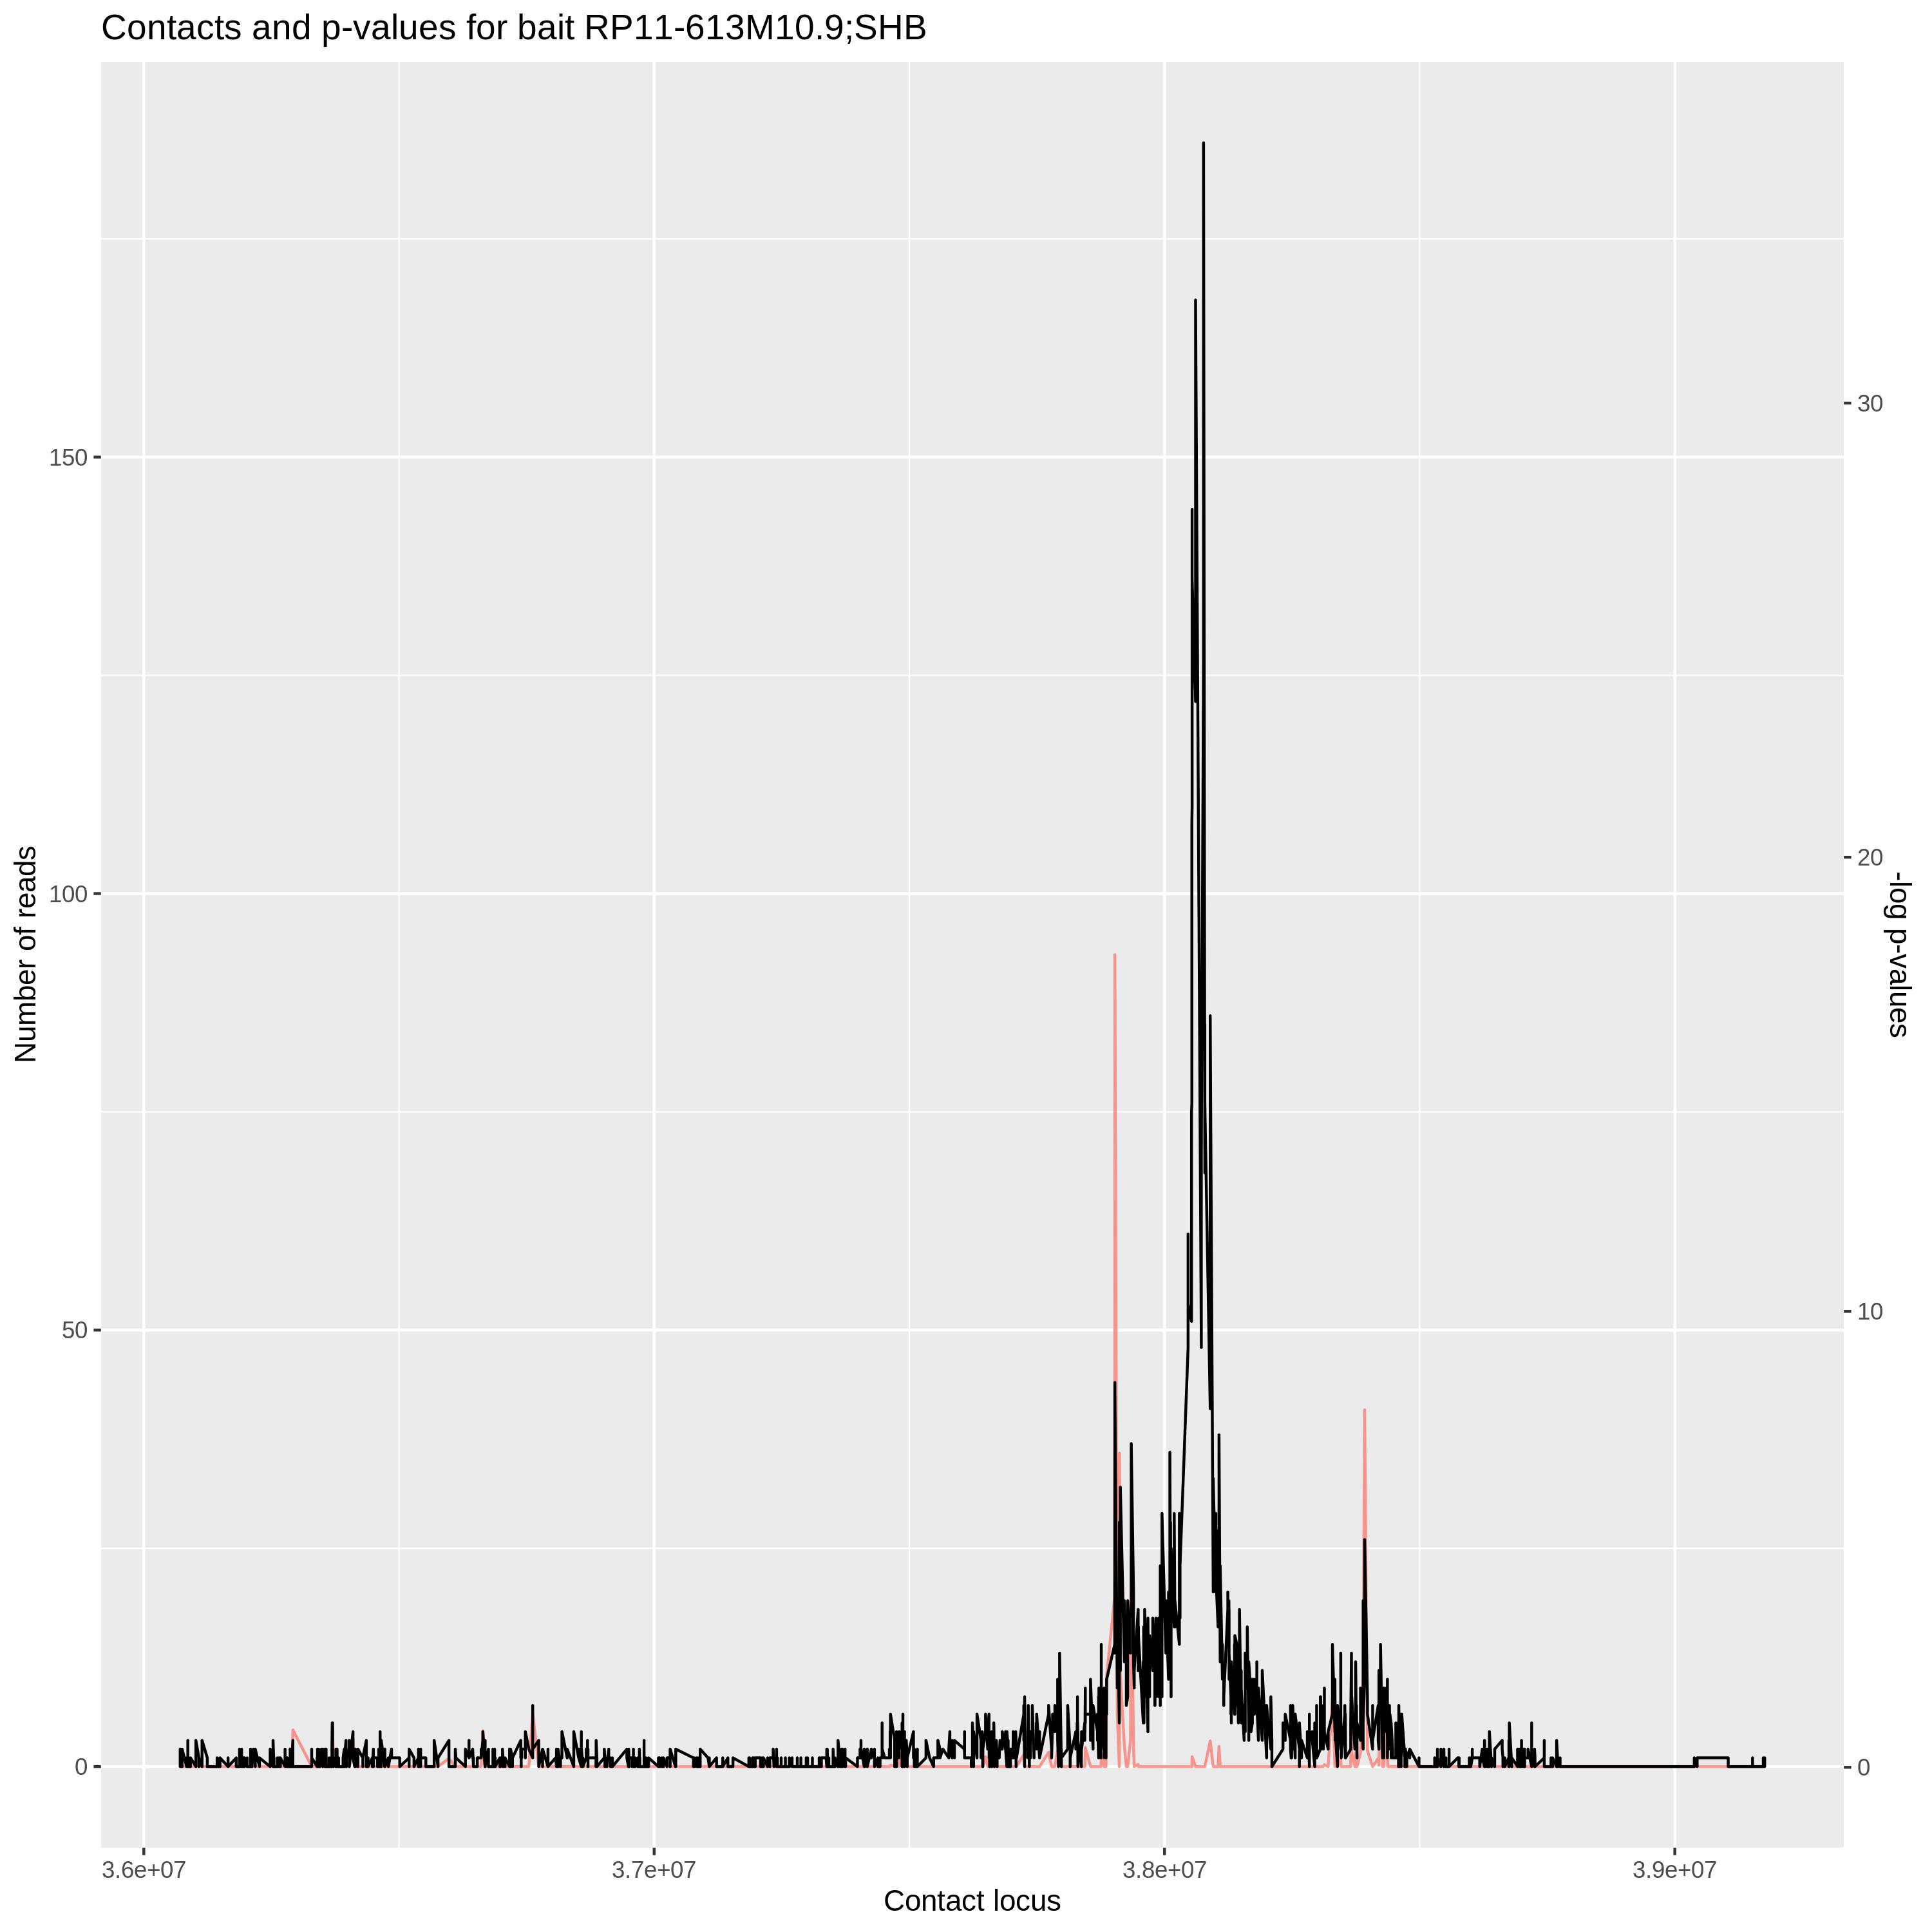 Contacts and p-values for bait RP11-613M10.9;SHB
150
100
50
0
Number of reads
30
20
10
0
-log p-values
3.6e+07
3.7e+07
3.8e+07
3.9e+07
Contact locus